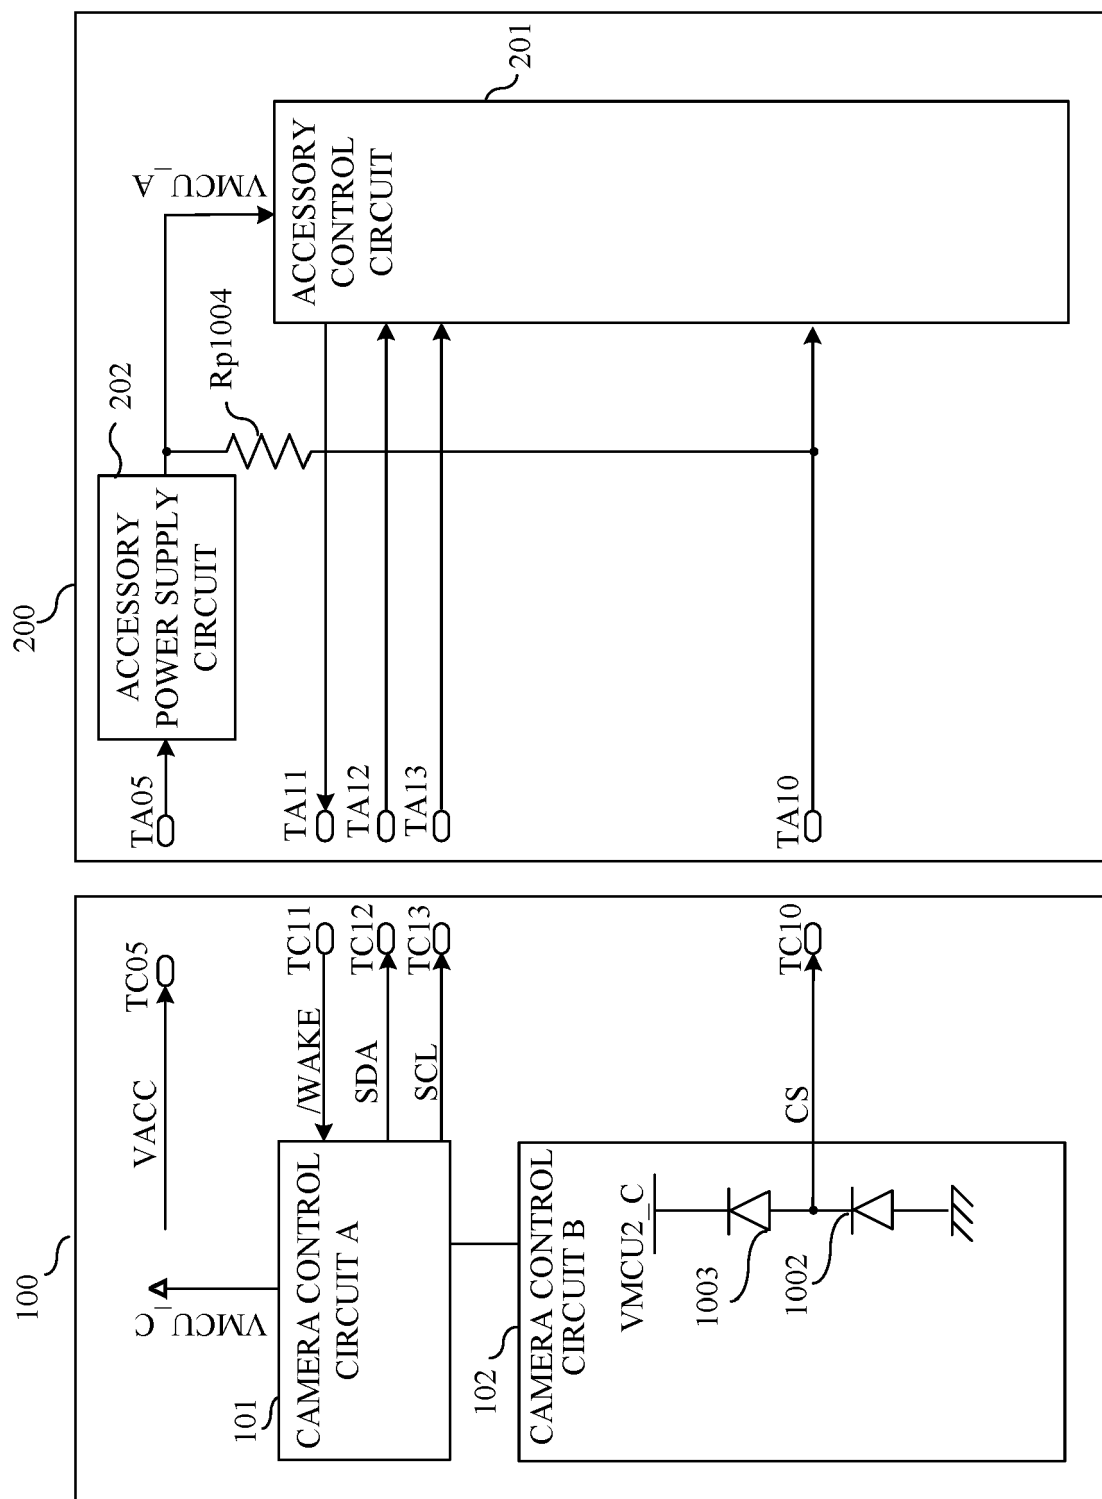 100
VACC
TC05
VMCU_C
101
CAMERA CONTROL
CIRCUIT A
/WAKE
TC11
SDA
TC12
SCL
TC13
102
CAMERA CONTROL
CIRCUIT B
VMCU2_C
1003
1002
CS
TC10
200
TA05
ACCESSORY
POWER SUPPLY
CIRCUIT
202
Rp1004
VMCU_A
TA11
TA12
TA13
TA10
ACCESSORY
CONTROL
CIRCUIT
201